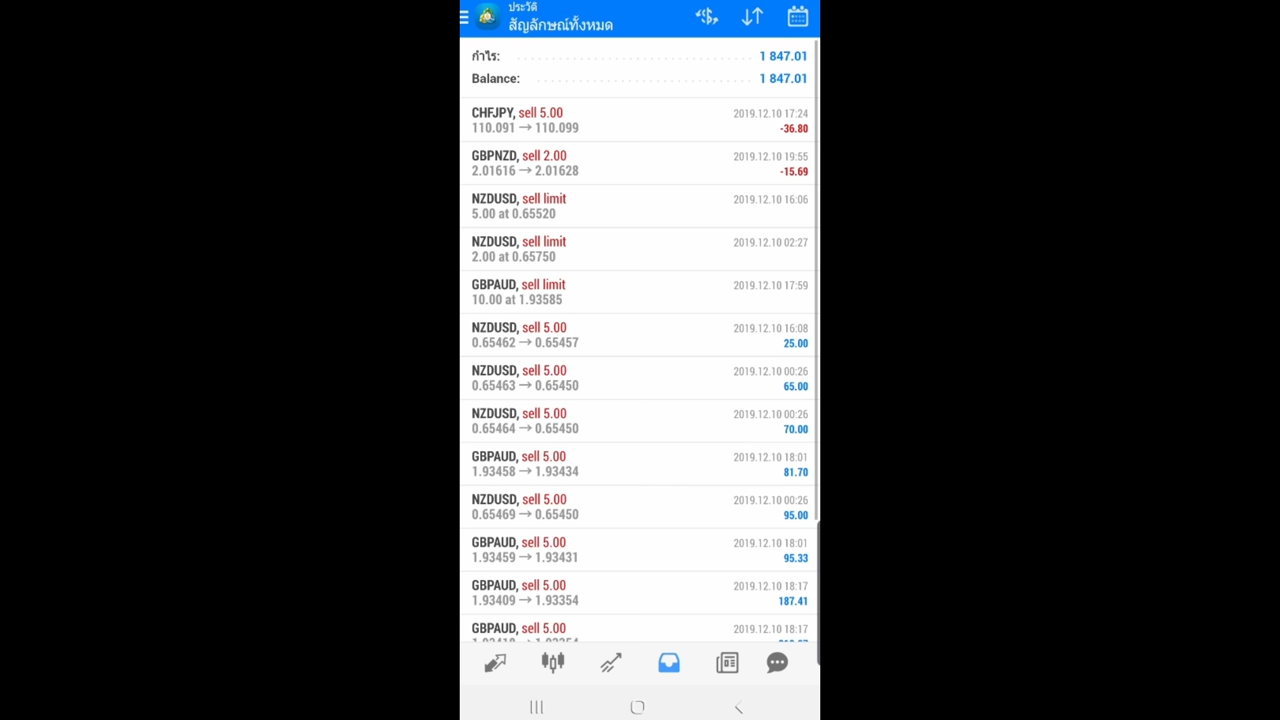 ประวัติ
สัญลักษณ์ทั้งหมด
กำไร: 1 847.01
Balance: 1 847.01
CHFJPY, sell 5.00 2019.12.10 17:24
110.091 → 110.099 -36.80
GBPNZD, sell 2.00 2019.12.10 19:55
2.01616 → 2.01628 -15.69
NZDUSD, sell limit 2019.12.10 16:06
5.00 at 0.65520
NZDUSD, sell limit 2019.12.10 02:27
2.00 at 0.65750
GBPAUD, sell limit 2019.12.10 17:59
10.00 at 1.93585
NZDUSD, sell 5.00 2019.12.10 16:08
0.65462 → 0.65457 25.00
NZDUSD, sell 5.00 2019.12.10 00:26
0.65463 → 0.65450 65.00
NZDUSD, sell 5.00 2019.12.10 00:26
0.65464 → 0.65450 70.00
GBPAUD, sell 5.00 2019.12.10 18:01
1.93458 → 1.93434 81.70
NZDUSD, sell 5.00 2019.12.10 00:26
0.65469 → 0.65450 95.00
GBPAUD, sell 5.00 2019.12.10 18:01
1.93459 → 1.93431 95.33
GBPAUD, sell 5.00 2019.12.10 18:17
1.93409 → 1.93354 187.41
GBPAUD, sell 5.00 2019.12.10 18:17